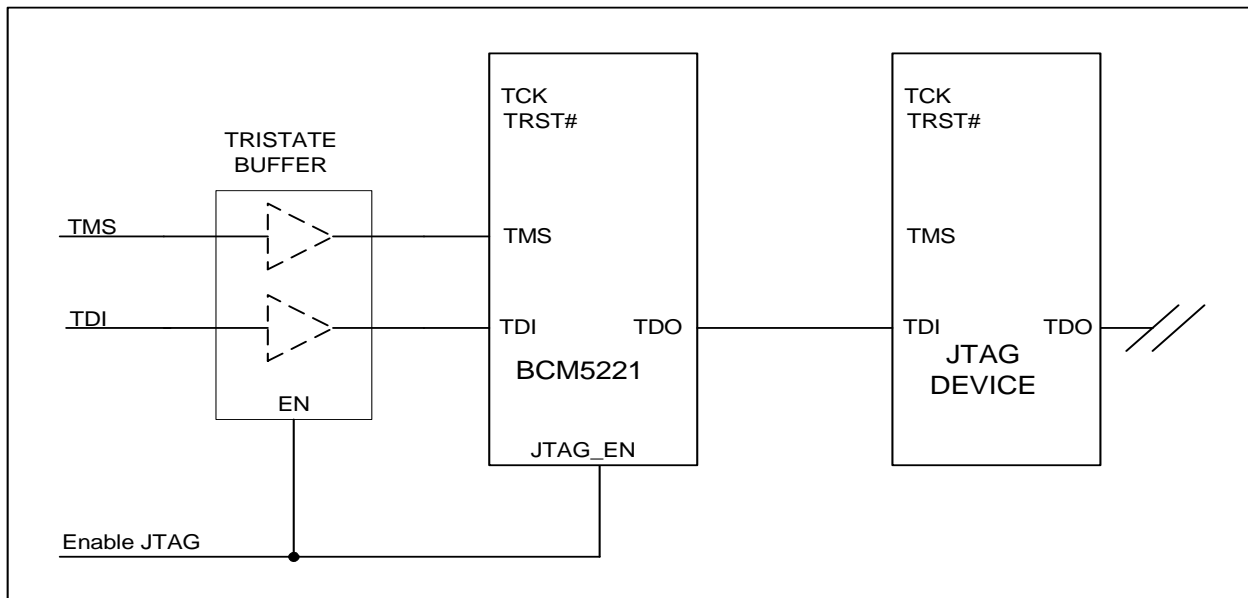 TCK
TRST#
TCK
TRST#
TRISTATE
BUFFER
TMS
TMS
TMS
TDI
TDI
TDO
TDI
TDO
BCM5221
JTAG
DEVICE
EN
JTAG_EN
Enable JTAG